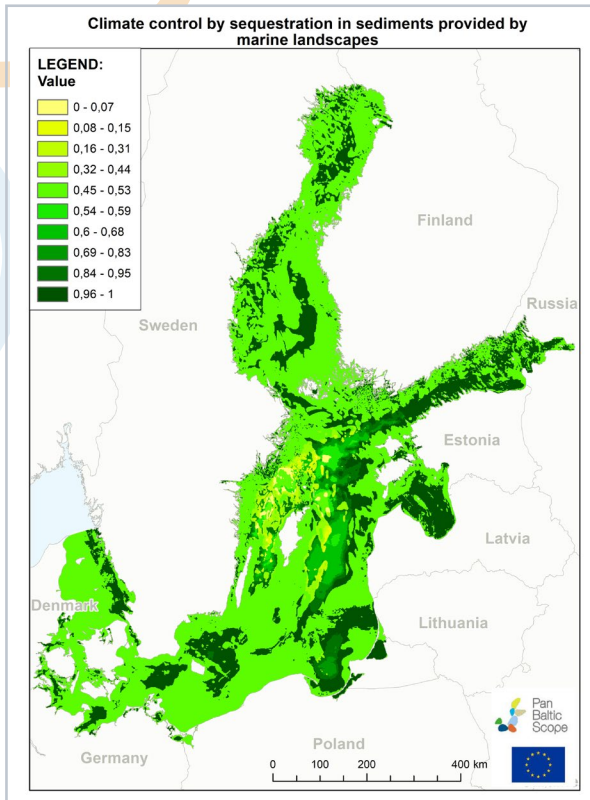 Climate control by sequestration in sediments provided by
marine landscapes
LEGEND:
Value
0 - 0,07
0,08 - 0,15
0,16 - 0,31
0,32 - 0,44
0,45 - 0,53
0,54 - 0,59
0,6 - 0,68
0,69 - 0,83
0,84 - 0,95
0,96 - 1
Finland
Russia
Sweden
Estonia
Latvia
Denmark
Lithuania
Pan
Baltic
Scope
Germany
Poland
0 100 200 400 km